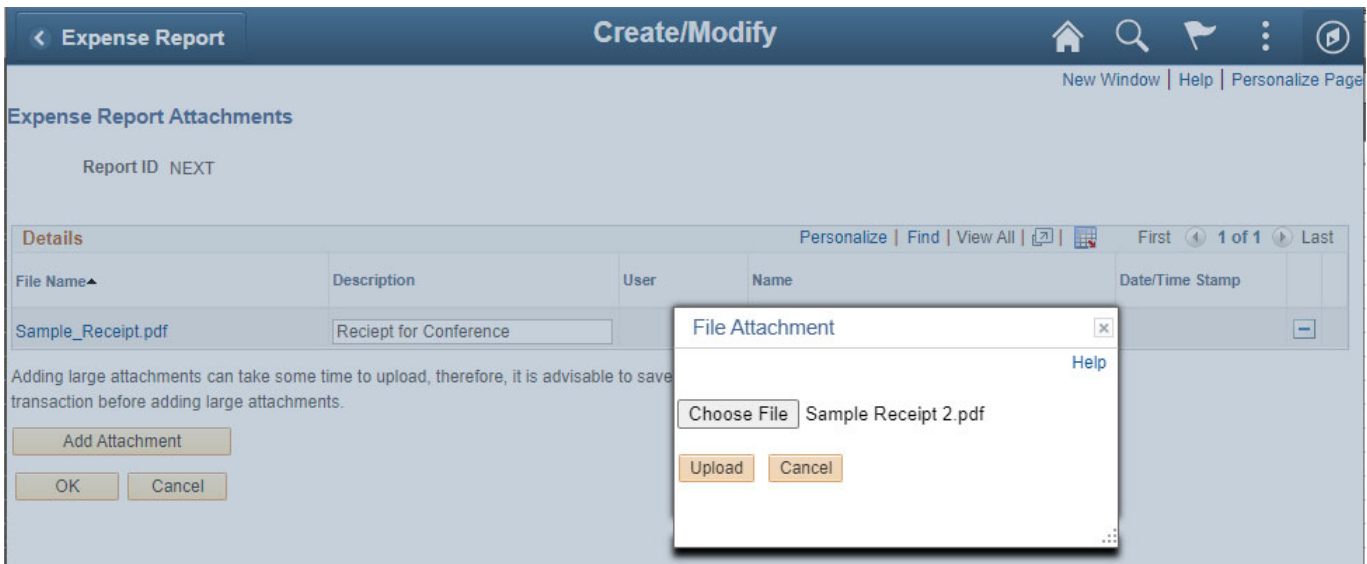 Expense Report
Create/Modify
New Window | Help | Personalize Page
Expense Report Attachments
Report ID NEXT
Details
Personalize | Find | View All | First 1 of 1 Last
File Name Description User Name Date/Time Stamp
Sample_Receipt.pdf Reciept for Conference
Adding large attachments can take some time to upload, therefore, it is advisable to save
transaction before adding large attachments.
Add Attachment
OK Cancel
File Attachment
Help
Choose File Sample Receipt 2.pdf
Upload Cancel